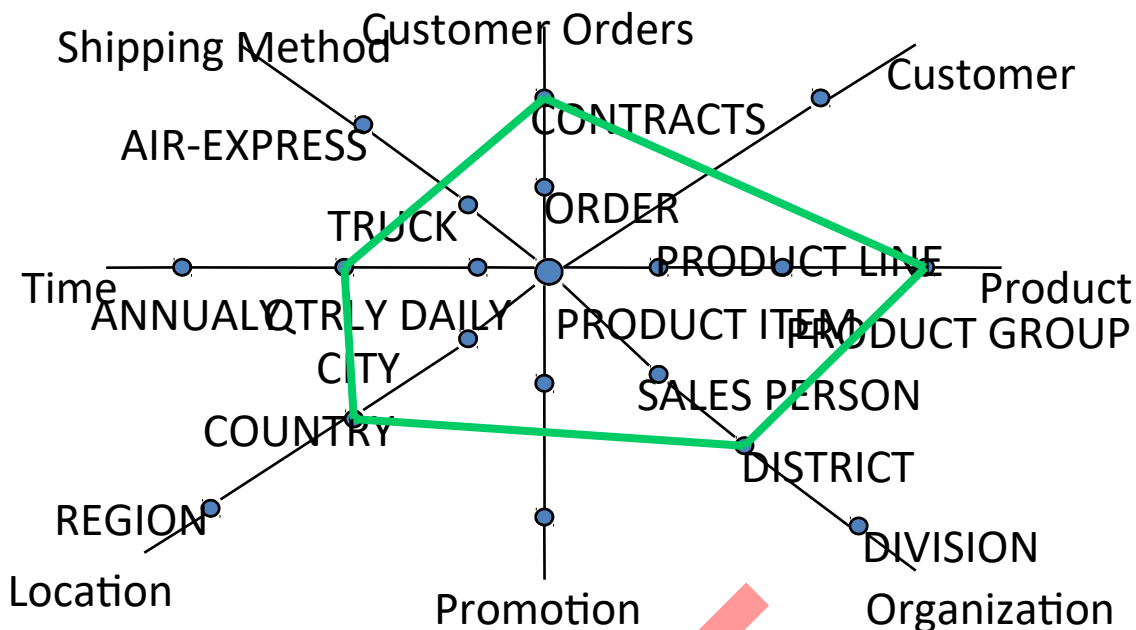 Shipping Method
Customer Orders
Customer
CONTRACTS
AIR-EXPRESS
ORDER
TRUCK
PRODUCT LINE
Time
Product
ANNUALY
QTRLY
DAILY
PRODUCT ITEM
PRODUCT GROUP
CITY
SALES PERSON
COUNTRY
DISTRICT
REGION
DIVISION
Location
Promotion
Organization